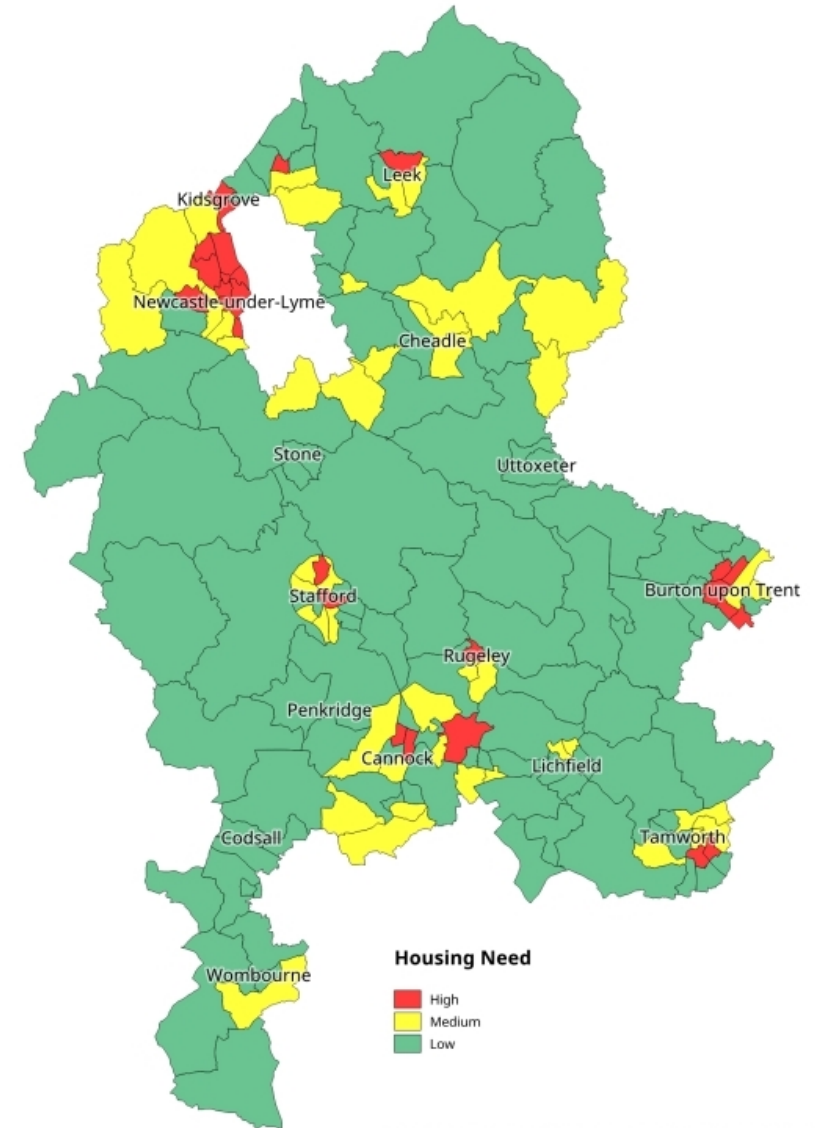 Leek
Kidsgrove
Newcastle-under-Lyme
Cheadle
Stone
Uttoxeter
Stafford
Burton upon Trent
Rugeley
Penkridge
Cannock
Lichfield
Codsall
Tamworth
Wombourne
Housing Need
High
Medium
Low